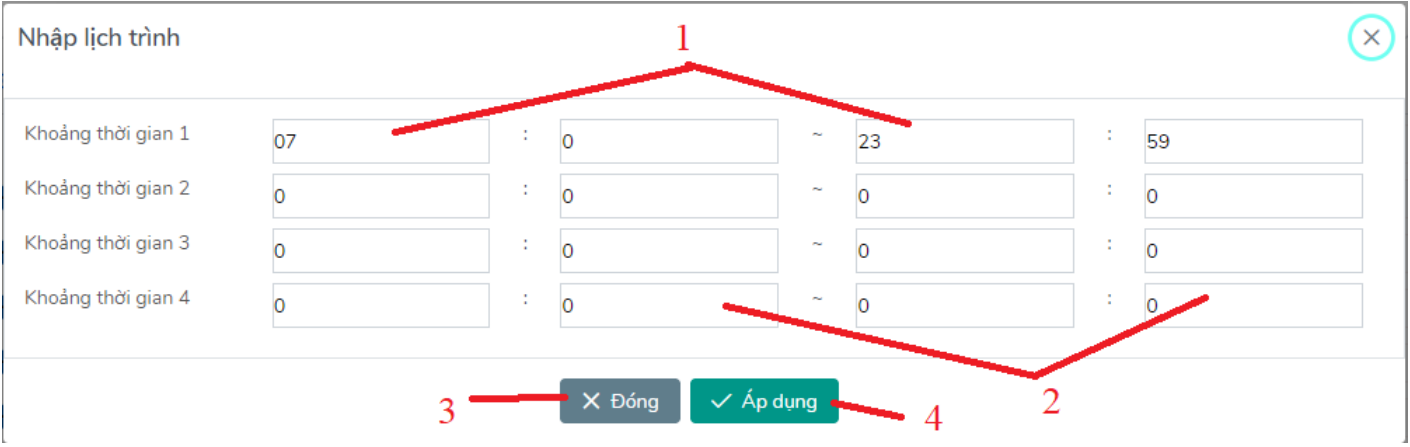 Nhập lịch trình
1
Khoảng thời gian 1 07 : 0 ~ 23 : 59
Khoảng thời gian 2 0 : 0 ~ 0 : 0
Khoảng thời gian 3 0 : 0 ~ 0 : 0
Khoảng thời gian 4 0 : 0 ~ 0 : 0
3 Đóng Áp dụng 4 2